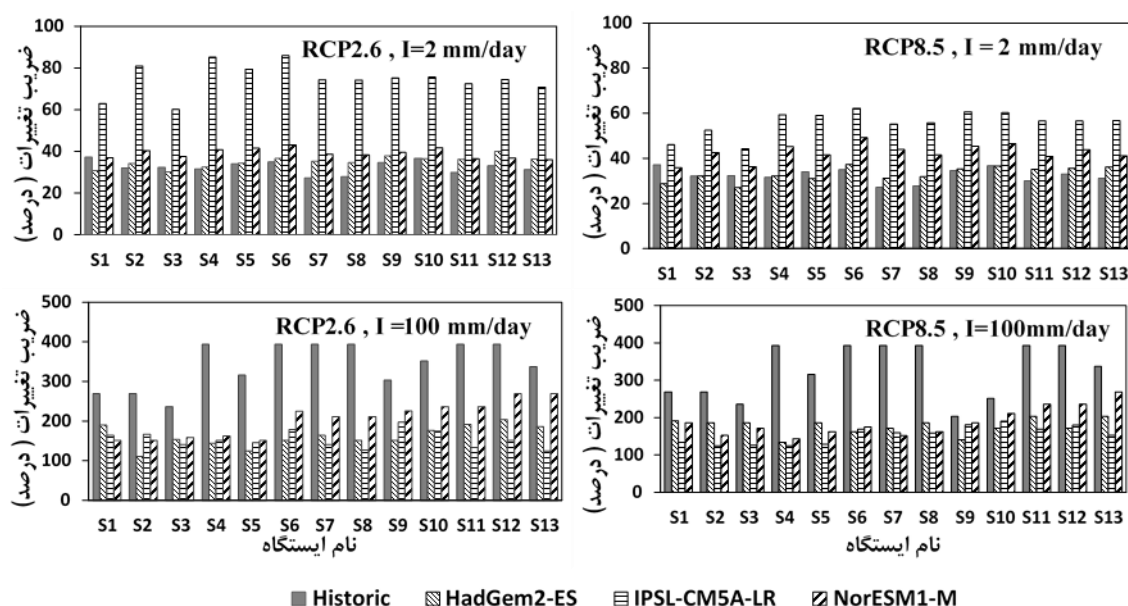 RCP2.6 , I=2 mm/day
ضریب تغییرات ( درصد)
100
80
60
40
20
0
S1 S2 S3 S4 S5 S6 S7 S8 S9 S10 S11 S12 S13
RCP8.5 , I = 2 mm/day
ضریب تغییرات ( درصد)
100
80
60
40
20
0
S1 S2 S3 S4 S5 S6 S7 S8 S9 S10 S11 S12 S13
RCP2.6 , I =100 mm/day
ضریب تغییرات ( درصد)
500
400
300
200
100
0
S1 S2 S3 S4 S5 S6 S7 S8 S9 S10 S11 S12 S13
نام ایستگاه
RCP8.5 , I=100mm/day
ضریب تغییرات ( درصد)
500
400
300
200
100
0
S1 S2 S3 S4 S5 S6 S7 S8 S9 S10 S11 S12 S13
نام ایستگاه
Historic HadGem2-ES IPSL-CM5A-LR NorESM1-M